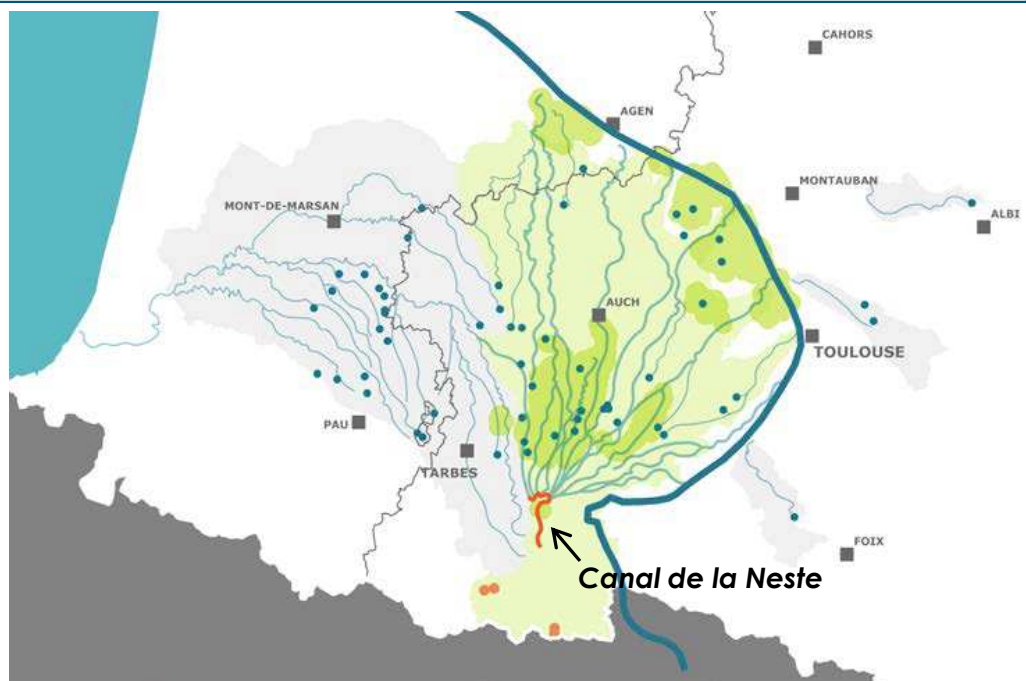 CAHORS
AGEN
MONTAUBAN
MONT-DE-MARSAN
ALBI
AUCH
TOULOUSE
PAU
TARBES
FOIX
Canal de la Neste